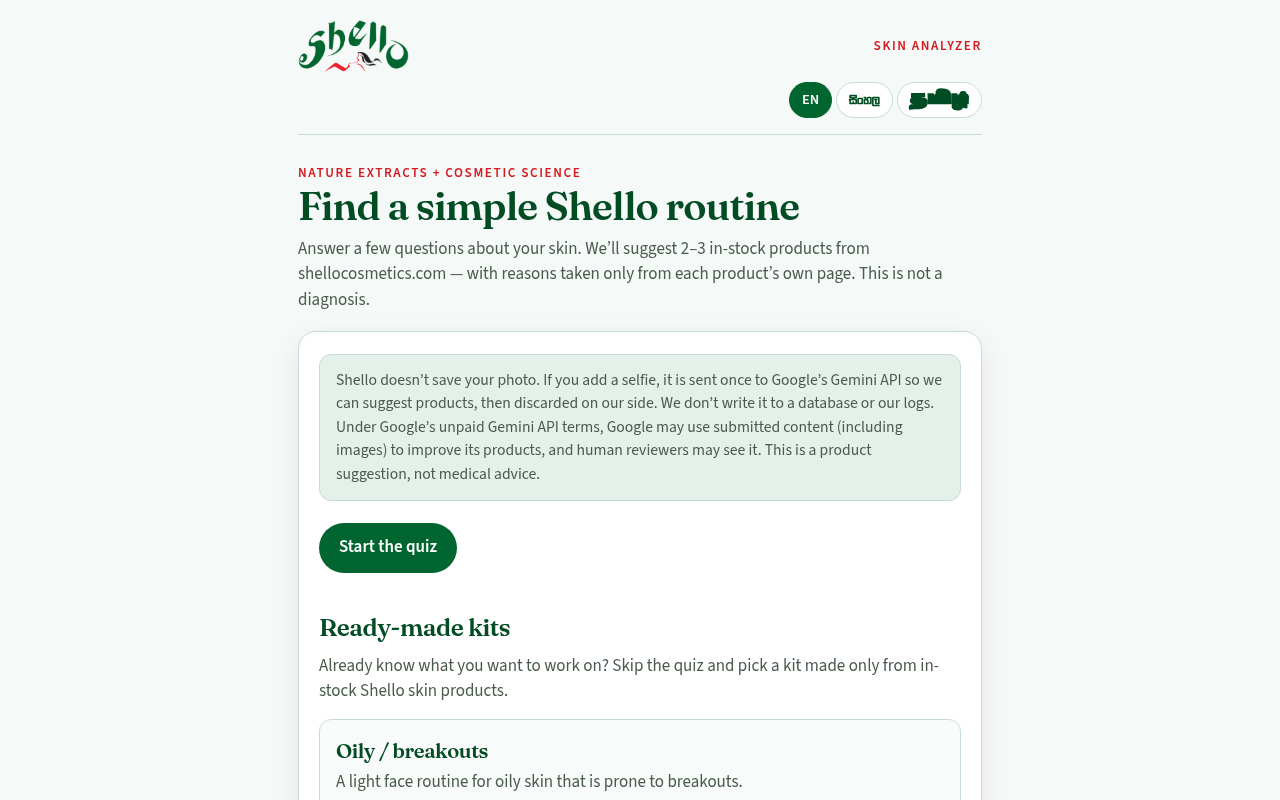 Shello
SKIN ANALYZER
EN
සිංහල
NATURE EXTRACTS + COSMETIC SCIENCE
Find a simple Shello routine
Answer a few questions about your skin. We’ll suggest 2–3 in-stock products from
shellocosmetics.com — with reasons taken only from each product’s own page. This is not a
diagnosis.
Shello doesn’t save your photo. If you add a selfie, it is sent once to Google’s Gemini API so we
can suggest products, then discarded on our side. We don’t write it to a database or our logs.
Under Google’s unpaid Gemini API terms, Google may use submitted content (including
images) to improve its products, and human reviewers may see it. This is a product
suggestion, not medical advice.
Start the quiz
Ready-made kits
Already know what you want to work on? Skip the quiz and pick a kit made only from in-
stock Shello skin products.
Oily / breakouts
A light face routine for oily skin that is prone to breakouts.